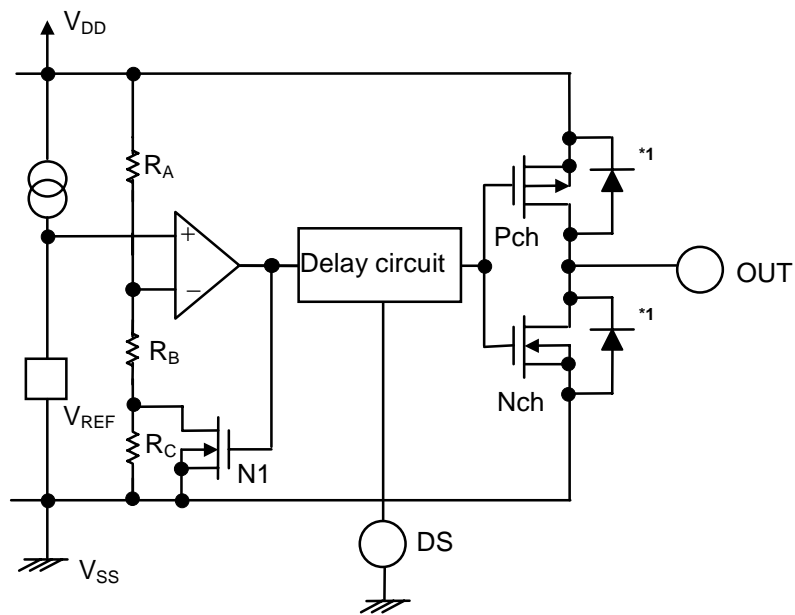 VDD
RA
*1
+
Pch
Delay circuit
OUT
−
*1
RB
Nch
VREF
RC
N1
DS
VSS